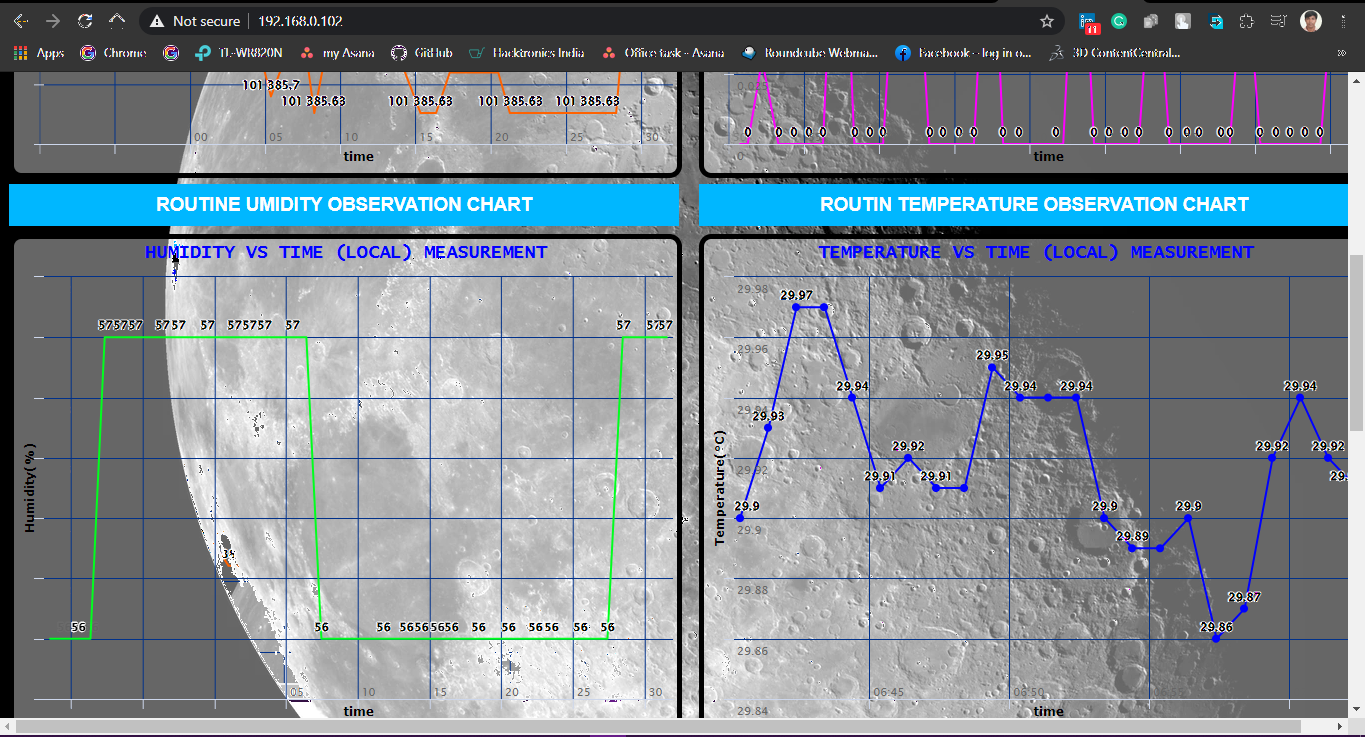 Not secure | 192.168.0.102
11
Apps Chrome TL-WR820N my Asana GitHub Hacktronics India Office task - Asana Roundcube Webma... Facebook - log in o... 3D ContentCentral... »
101 385.7
101 385.63 101 385.63 101 385.63 101 385.63
00 05 10 15 20 25 30
time
0.025
0 0 0 0 0 0 0 0 0 0 0 0 0 0 0 0 0 0 0 0 0 0 0 0 0 0 0 0 0
0
time
ROUTINE UMIDITY OBSERVATION CHART
HUMIDITY VS TIME (LOCAL) MEASUREMENT
Humidity(%)
575757 5757 57 575757 57 57 5757
56 56 56 56565656 56 56 5656 56 56
05 10 15 20 25 30
time
ROUTIN TEMPERATURE OBSERVATION CHART
TEMPERATURE VS TIME (LOCAL) MEASUREMENT
Temperature(°C)
29.98
29.96
29.94
29.92
29.9
29.88
29.86
29.84
29.9 29.93 29.97 29.94 29.91 29.92 29.91 29.95 29.94 29.94 29.9 29.89 29.9 29.86 29.87 29.92 29.94 29.92 29.
06:45 06:50 06:55
time